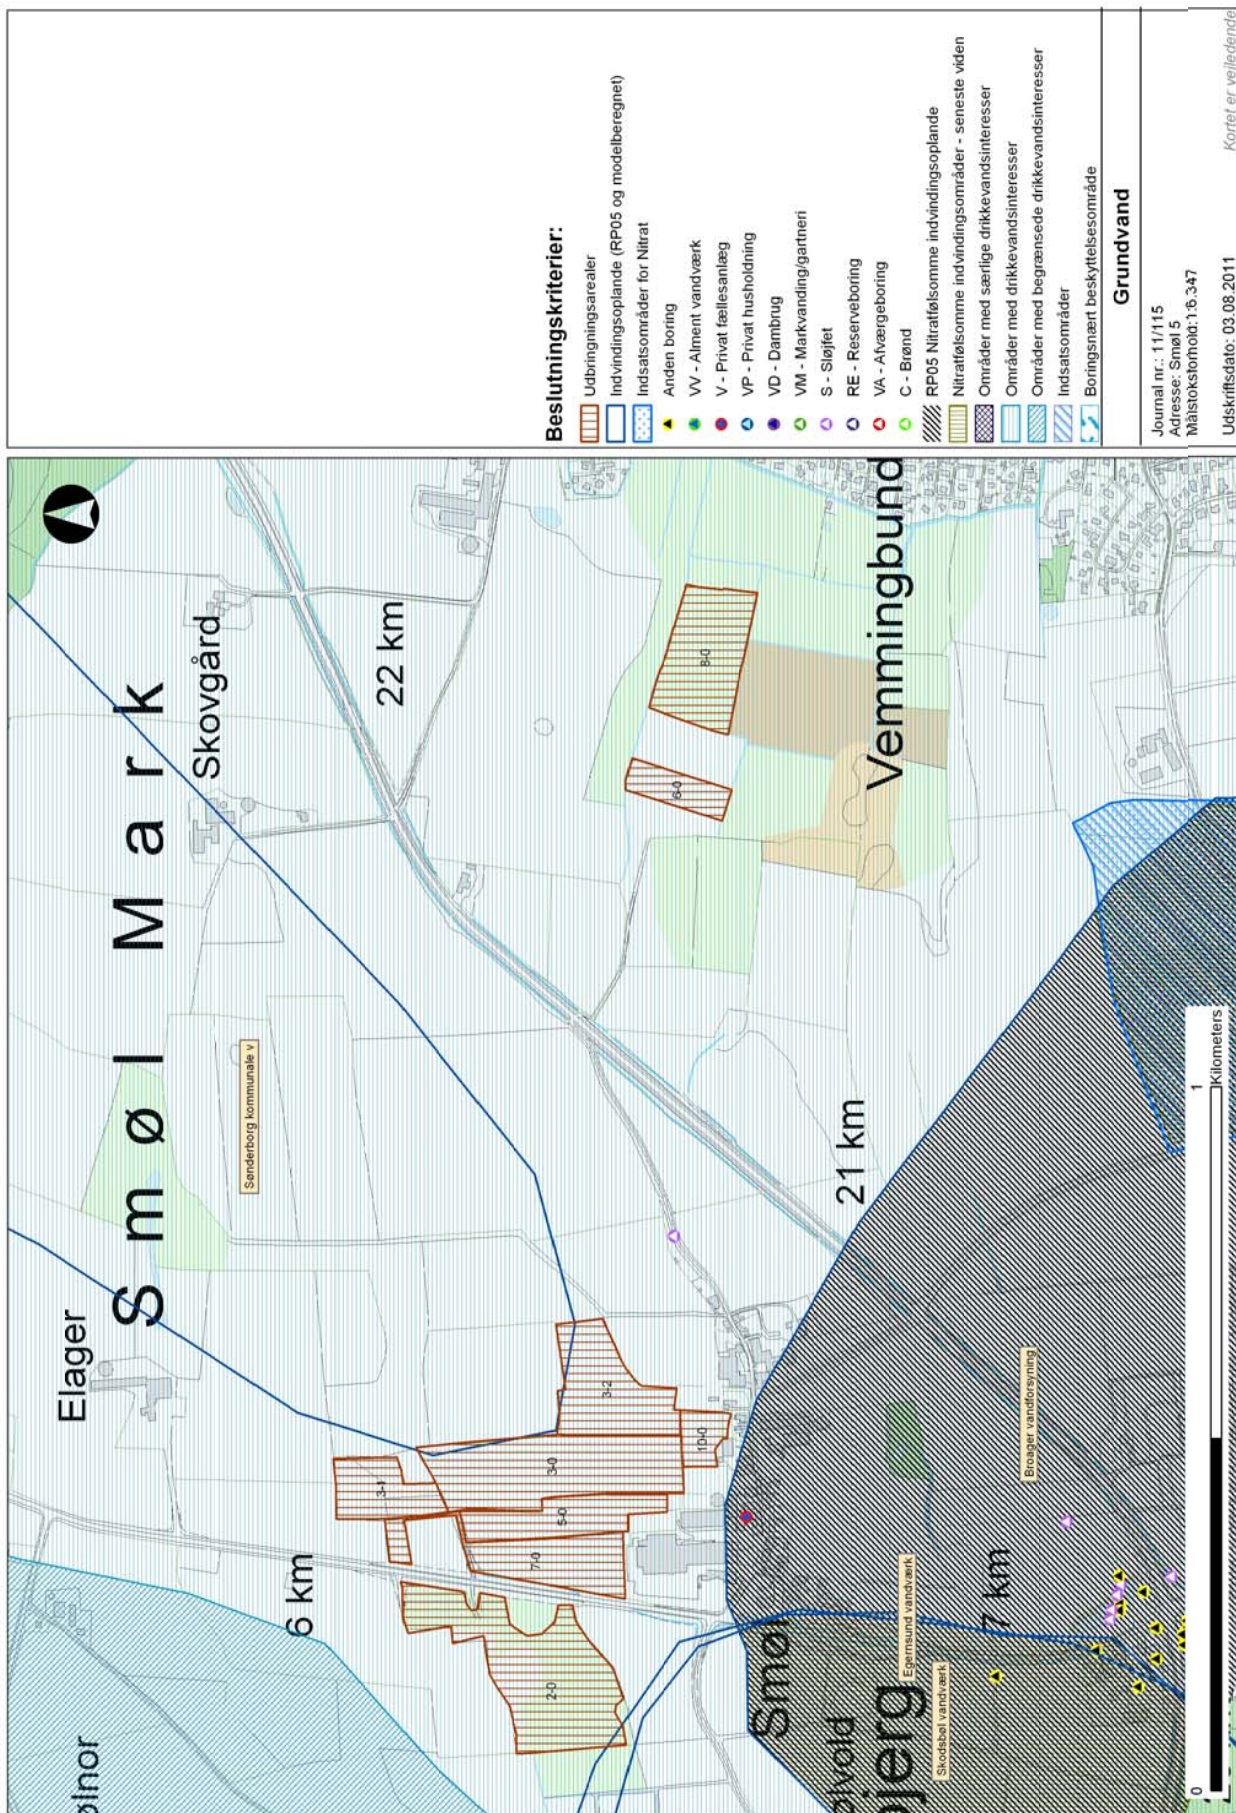 Smøl Mark
Elager
Skovgård
Sønderborg kommunale v
22 km
6 km
3-1
3-0
3-2
10-0
5-0
7-0
2-0
6-0
8-0
21 km
Vemmingbund
Smøl
Broager vandforsyning
Egernsund vandværk
7 km
Skodsbøl vandværk
0
1
Kilometers
Beslutningskriterier:
Udbringningsarealer
Indvindingsoplande (RP05 og modelberegnet)
Indsatsområder for Nitrat
Anden boring
VV - Alment vandværk
V - Privat fællesanlæg
VP - Privat husholdning
VD - Dambrug
VM - Markvanding/gartneri
S - Sløjfet
RE - Reserveboring
VA - Afværgeboring
C - Brønd
RP05 Nitratfølsomme indvindingsoplande
Nitratfølsomme indvindingsområder - seneste viden
Områder med særlige drikkevandsinteresser
Områder med drikkevandsinteresser
Områder med begrænsede drikkevandsinteresser
Indsatsområder
Boringsnært beskyttelsesområde
Grundvand
Journal nr.: 11/115
Adresse: Smøl 5
Målstoksforhold: 1:6.347
Udskriftsdato: 03.08.2011
Kortet er vejledende